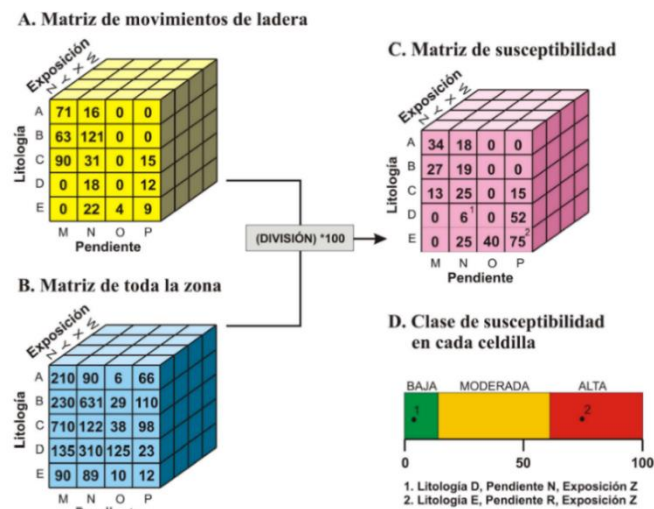 A. Matriz de movimientos de ladera
Exposición
Z Y X W
Litología
A 71 16 0 0
B 63 121 0 0
C 90 31 0 15
D 0 18 0 12
E 0 22 4 9
M N O P
Pendiente
B. Matriz de toda la zona
Exposición
Z Y X W
Litología
A 210 90 6 66
B 230 631 29 110
C 710 122 38 98
D 135 310 125 23
E 90 89 10 12
M N O P
(DIVISIÓN) *100
C. Matriz de susceptibilidad
Exposición
Z Y X W
Litología
A 34 18 0 0
B 27 19 0 0
C 13 25 0 15
D 0 6 1 0 52
E 0 25 40 75 2
M N O P
Pendiente
D. Clase de susceptibilidad
en cada celdilla
BAJA MODERADA ALTA
1 2
0 50 100
1. Litología D, Pendiente N, Exposición Z
2. Litología E, Pendiente R, Exposición Z